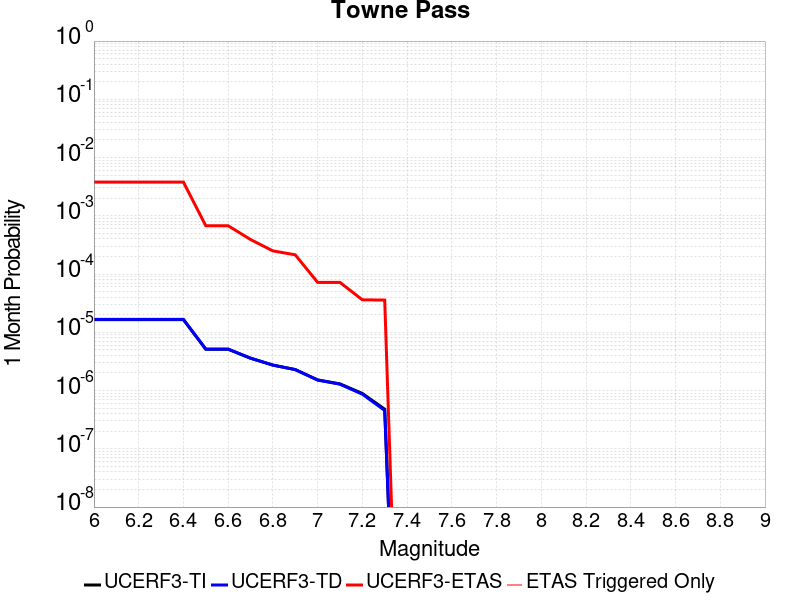 Towne Pass
10^0
10^-1
10^-2
10^-3
10^-4
10^-5
10^-6
10^-7
10^-8
1 Month Probability
6 6.2 6.4 6.6 6.8 7 7.2 7.4 7.6 7.8 8 8.2 8.4 8.6 8.8 9
Magnitude
UCERF3-TI UCERF3-TD UCERF3-ETAS ETAS Triggered Only